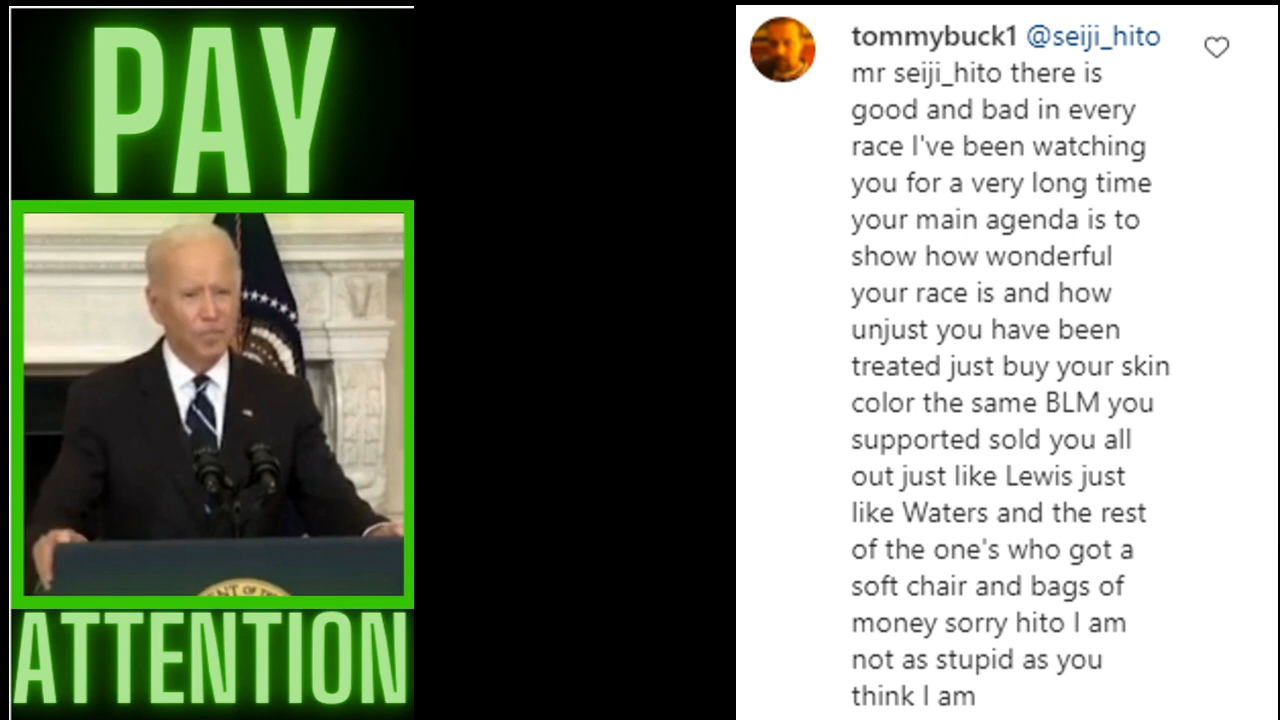 PAY
ATTENTION
V
NT OF T
tommybuck1 @seiji_hito
mr seiji_hito there is
good and bad in every
race I've been watching
you for a very long time
your main agenda is to
show how wonderful
your race is and how
unjust you have been
treated just buy your skin
color the same BLM you
supported sold you all
out just like Lewis just
like Waters and the rest
of the one's who got a
soft chair and bags of
money sorry hito I am
not as stupid as you
think I am